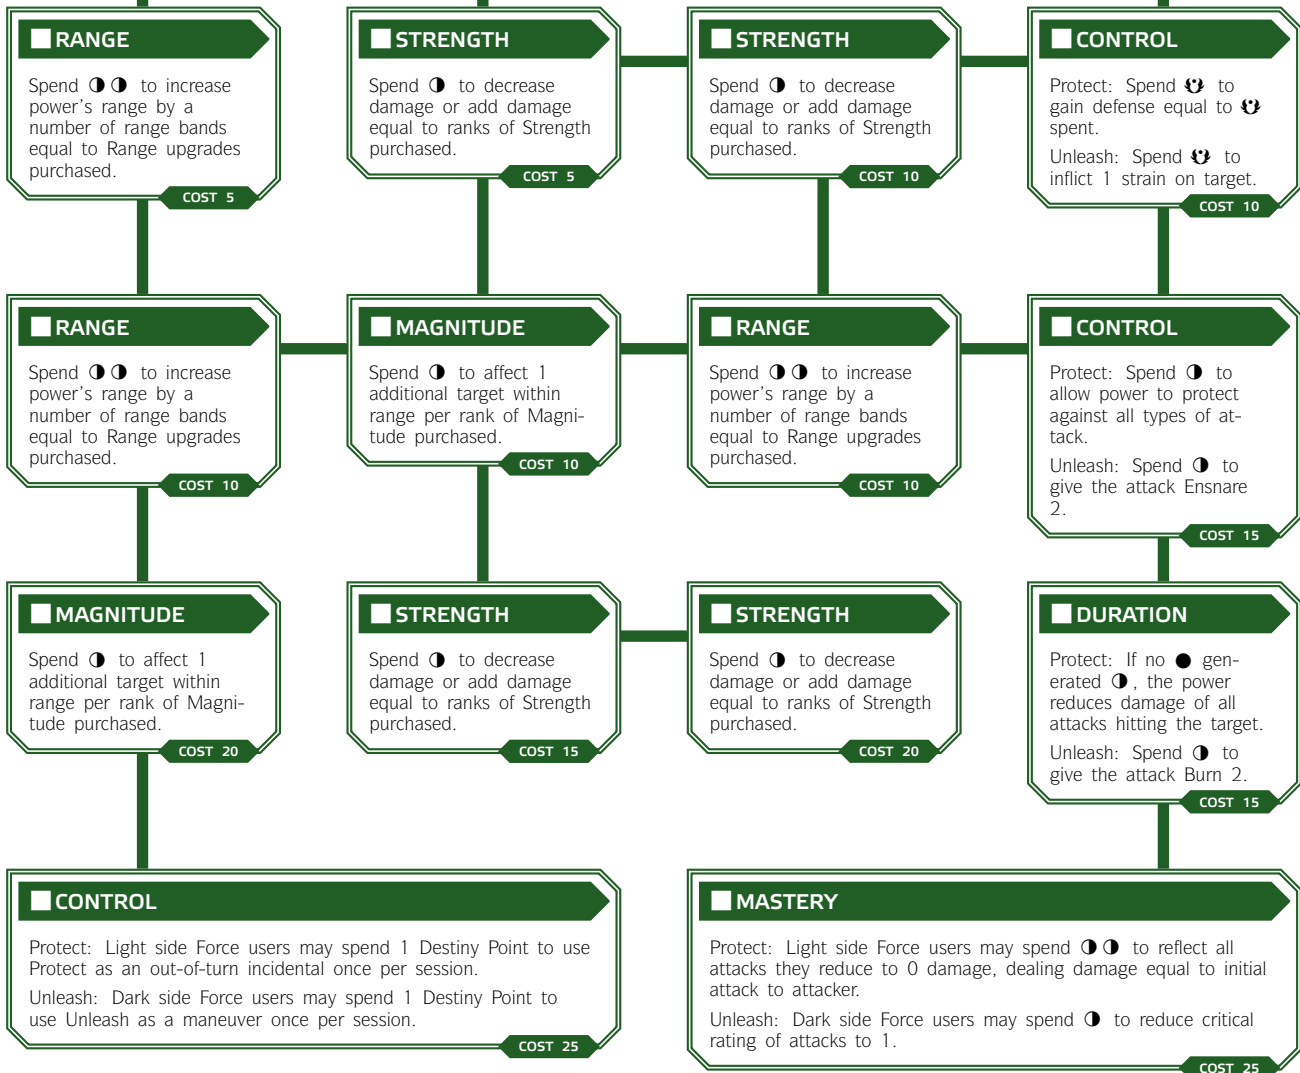 RANGE
Spend ◑◑ to increase
power's range by a
number of range bands
equal to Range upgrades
purchased.
COST 5
STRENGTH
Spend ◑ to decrease
damage or add damage
equal to ranks of Strength
purchased.
COST 5
STRENGTH
Spend ◑ to decrease
damage or add damage
equal to ranks of Strength
purchased.
COST 10
CONTROL
Protect: Spend to
gain defense equal to
spent.
Unleash: Spend to
inflict 1 strain on target.
COST 10
RANGE
Spend ◑◑ to increase
power's range by a
number of range bands
equal to Range upgrades
purchased.
COST 10
MAGNITUDE
Spend ◑ to affect 1
additional target within
range per rank of Magni-
tude purchased.
COST 10
RANGE
Spend ◑◑ to increase
power's range by a
number of range bands
equal to Range upgrades
purchased.
COST 10
CONTROL
Protect: Spend ◑ to
allow power to protect
against all types of at-
tack.
Unleash: Spend ◑ to
give the attack Ensnare
2.
COST 15
MAGNITUDE
Spend ◑ to affect 1
additional target within
range per rank of Magni-
tude purchased.
COST 20
STRENGTH
Spend ◑ to decrease
damage or add damage
equal to ranks of Strength
purchased.
COST 15
STRENGTH
Spend ◑ to decrease
damage or add damage
equal to ranks of Strength
purchased.
COST 20
DURATION
Protect: If no ● gen-
erated ◑, the power
reduces damage of all
attacks hitting the target.
Unleash: Spend ◑ to
give the attack Burn 2.
COST 15
CONTROL
Protect: Light side Force users may spend 1 Destiny Point to use
Protect as an out-of-turn incidental once per session.
Unleash: Dark side Force users may spend 1 Destiny Point to
use Unleash as a maneuver once per session.
COST 25
MASTERY
Protect: Light side Force users may spend ◑◑ to reflect all
attacks they reduce to 0 damage, dealing damage equal to initial
attack to attacker.
Unleash: Dark side Force users may spend ◑ to reduce critical
rating of attacks to 1.
COST 25